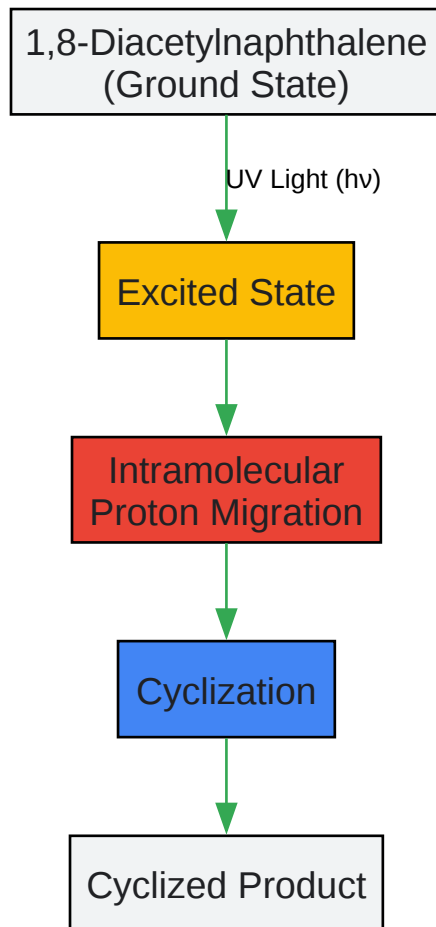 1,8-Diacetylnaphthalene
(Ground State)
UV Light (hν)
Excited State
Intramolecular
Proton Migration
Cyclization
Cyclized Product